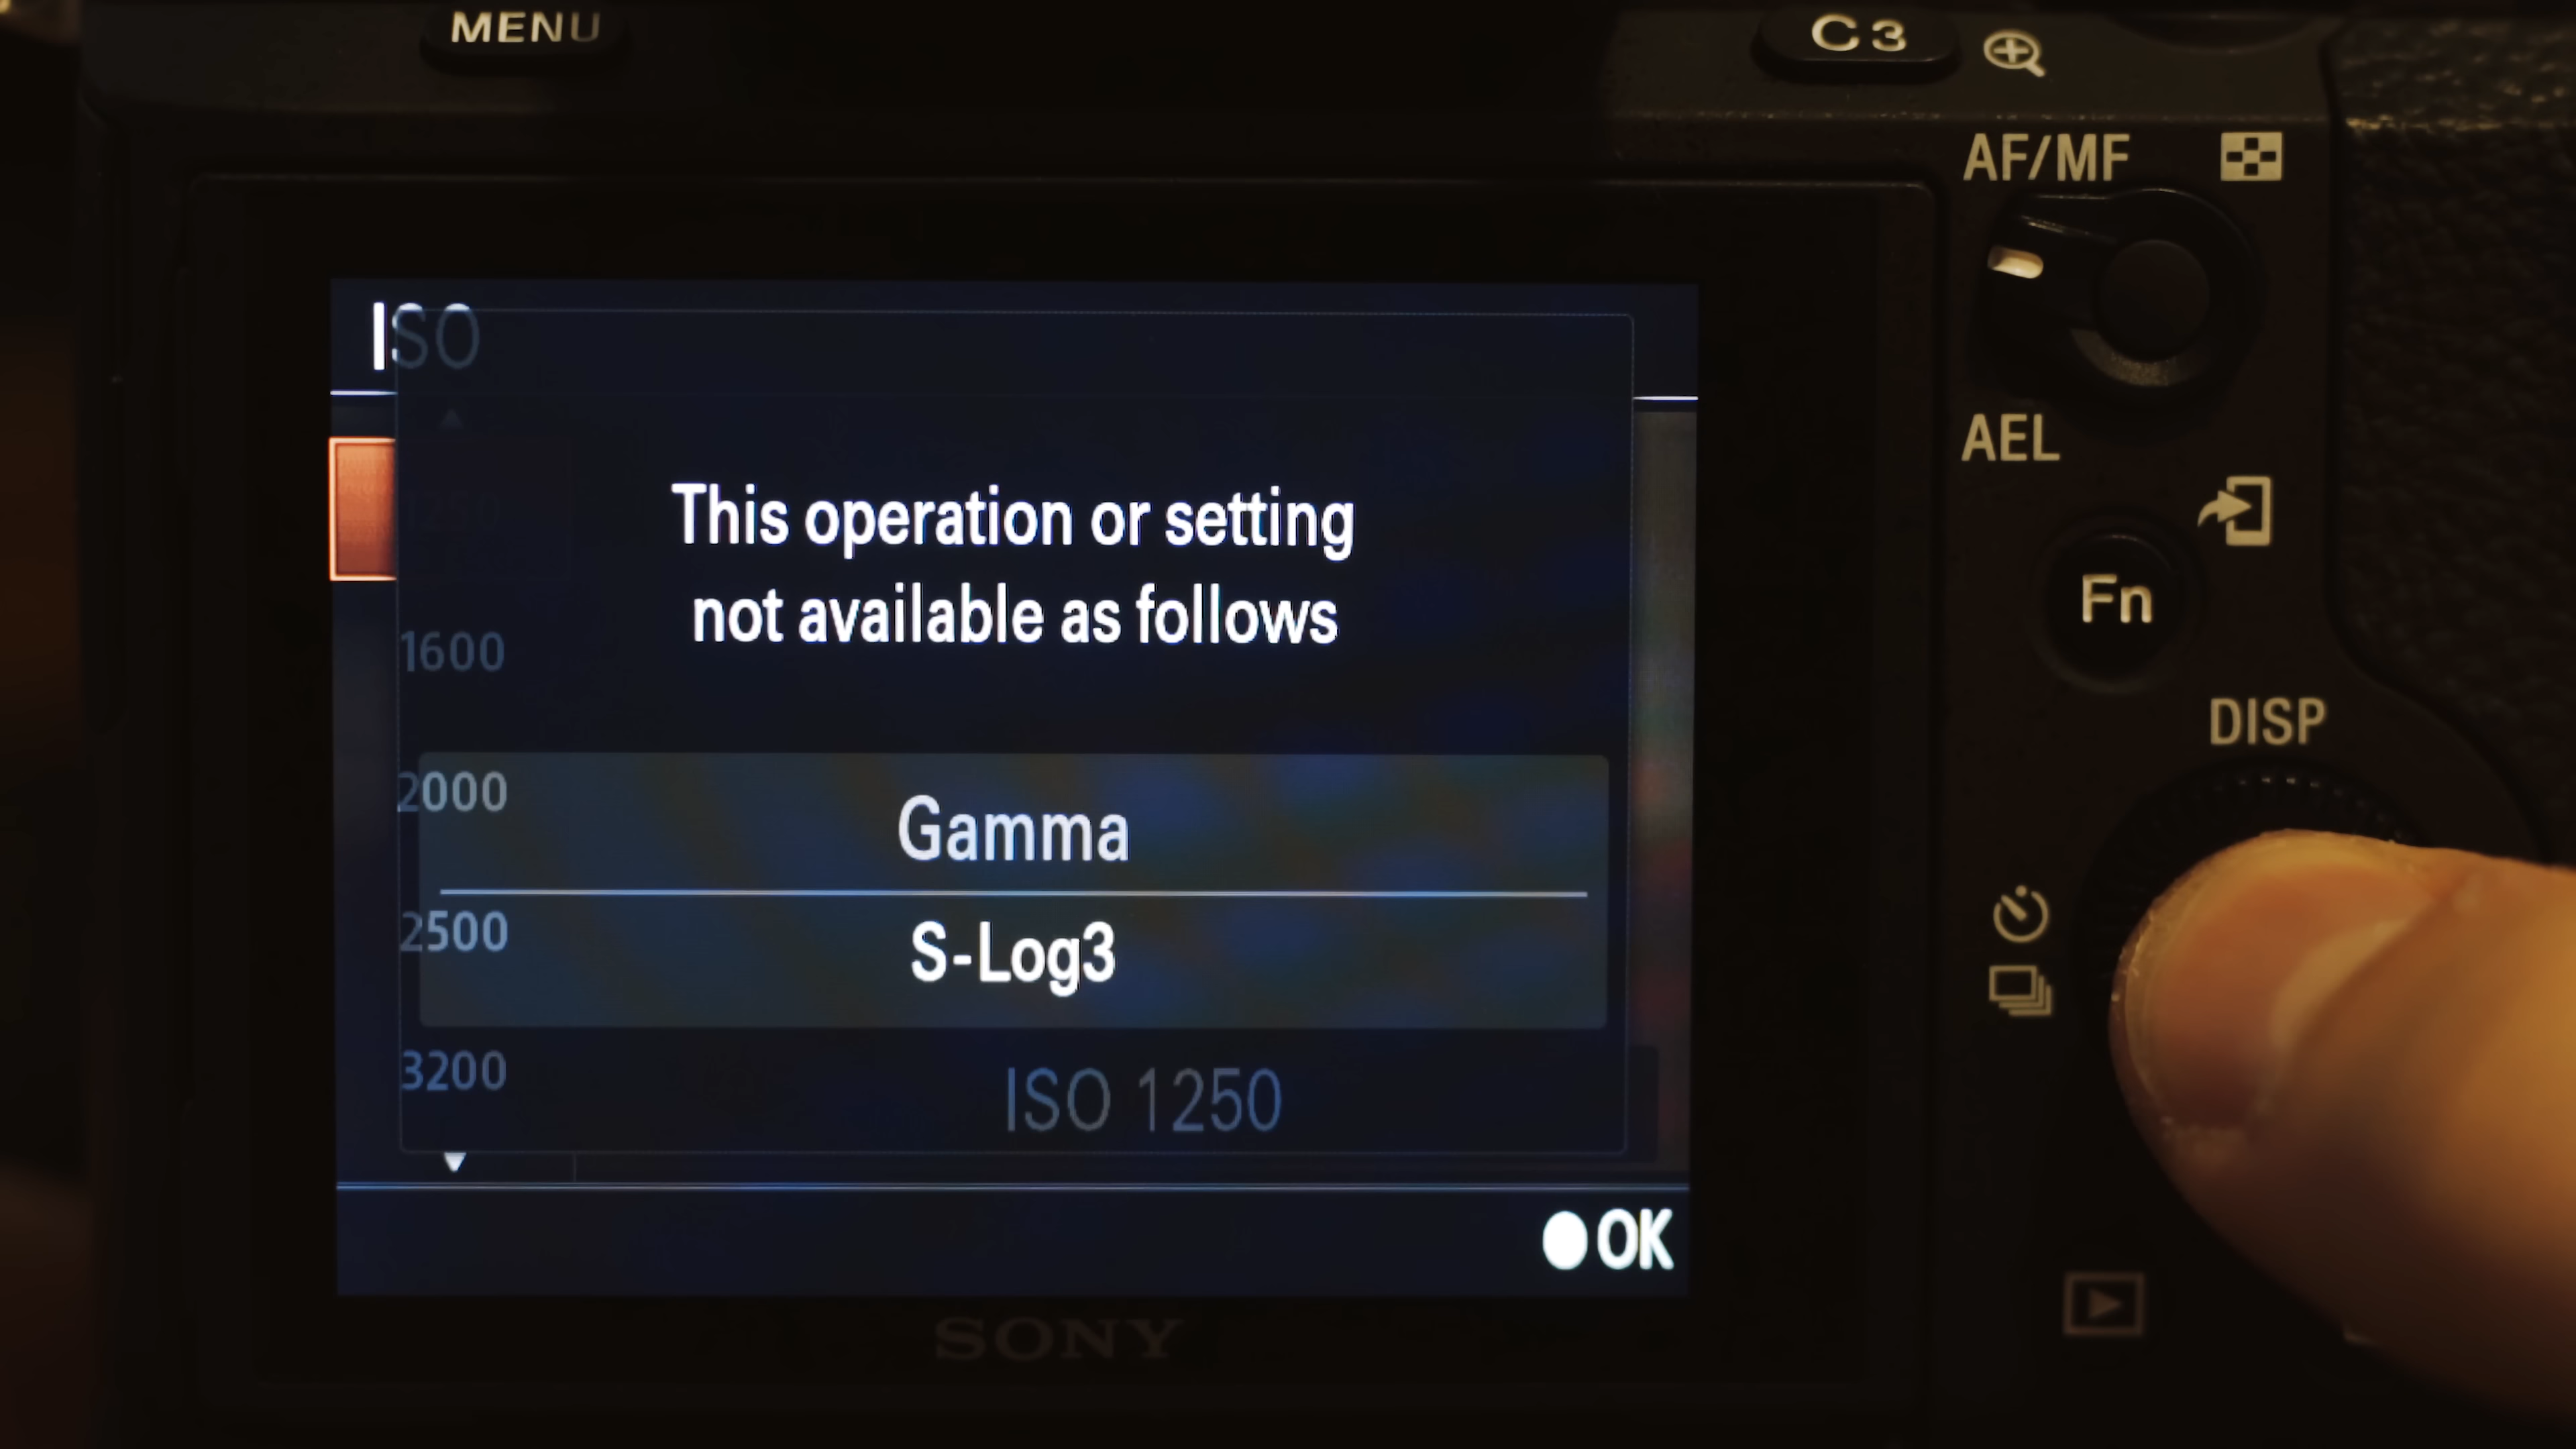 MENU
C3
AF/MF
ISO
AEL
1250
This operation or setting
not available as follows
Fn
1600
DISP
2000
Gamma
2500
S-Log3
3200
ISO 1250
OK
SONY